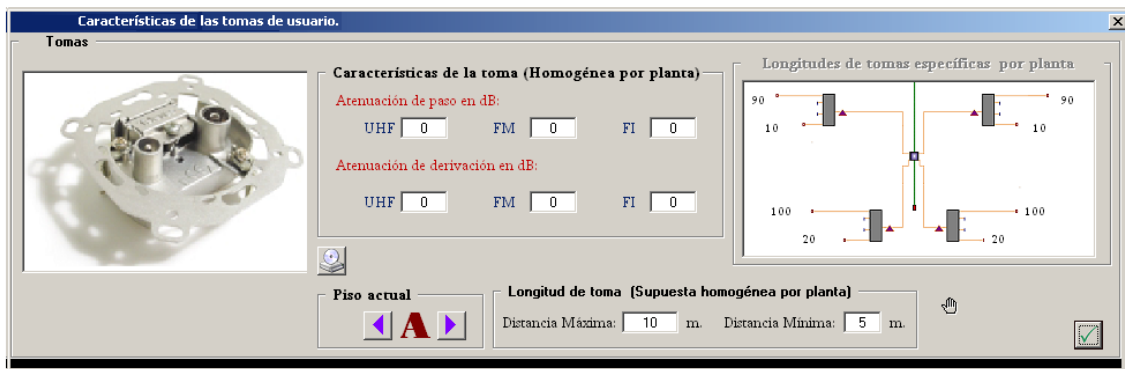 Características de las tomas de usuario.
Tomas
Características de la toma (Homogénea por planta)
Atenuación de paso en dB:
UHF 0 FM 0 FI 0
Atenuación de derivación en dB:
UHF 0 FM 0 FI 0
Longitudes de tomas específicas por planta
90 90
10 10
100 100
20 20
Piso actual
A
Longitud de toma (Supuesta homogénea por planta)
Distancia Máxima: 10 m. Distancia Mínima: 5 m.